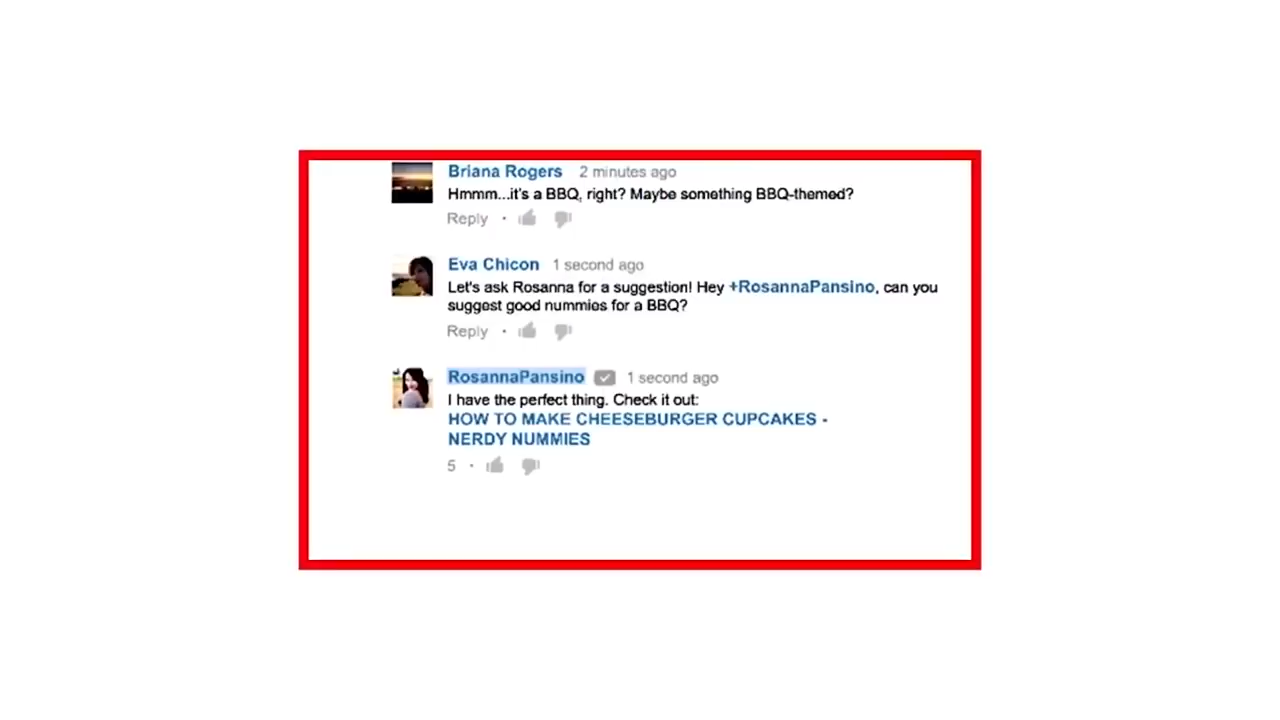 Briana Rogers 2 minutes ago
Hmmm...it's a BBQ, right? Maybe something BBQ-themed?
Reply ·
Eva Chicon 1 second ago
Let's ask Rosanna for a suggestion! Hey +RosannaPansino, can you
suggest good nummies for a BBQ?
Reply ·
RosannaPansino 1 second ago
I have the perfect thing. Check it out:
HOW TO MAKE CHEESEBURGER CUPCAKES -
NERDY NUMMIES
5 ·